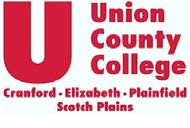 U Union
County
College
Cranford • Elizabeth • Plainfield
Scotch Plains